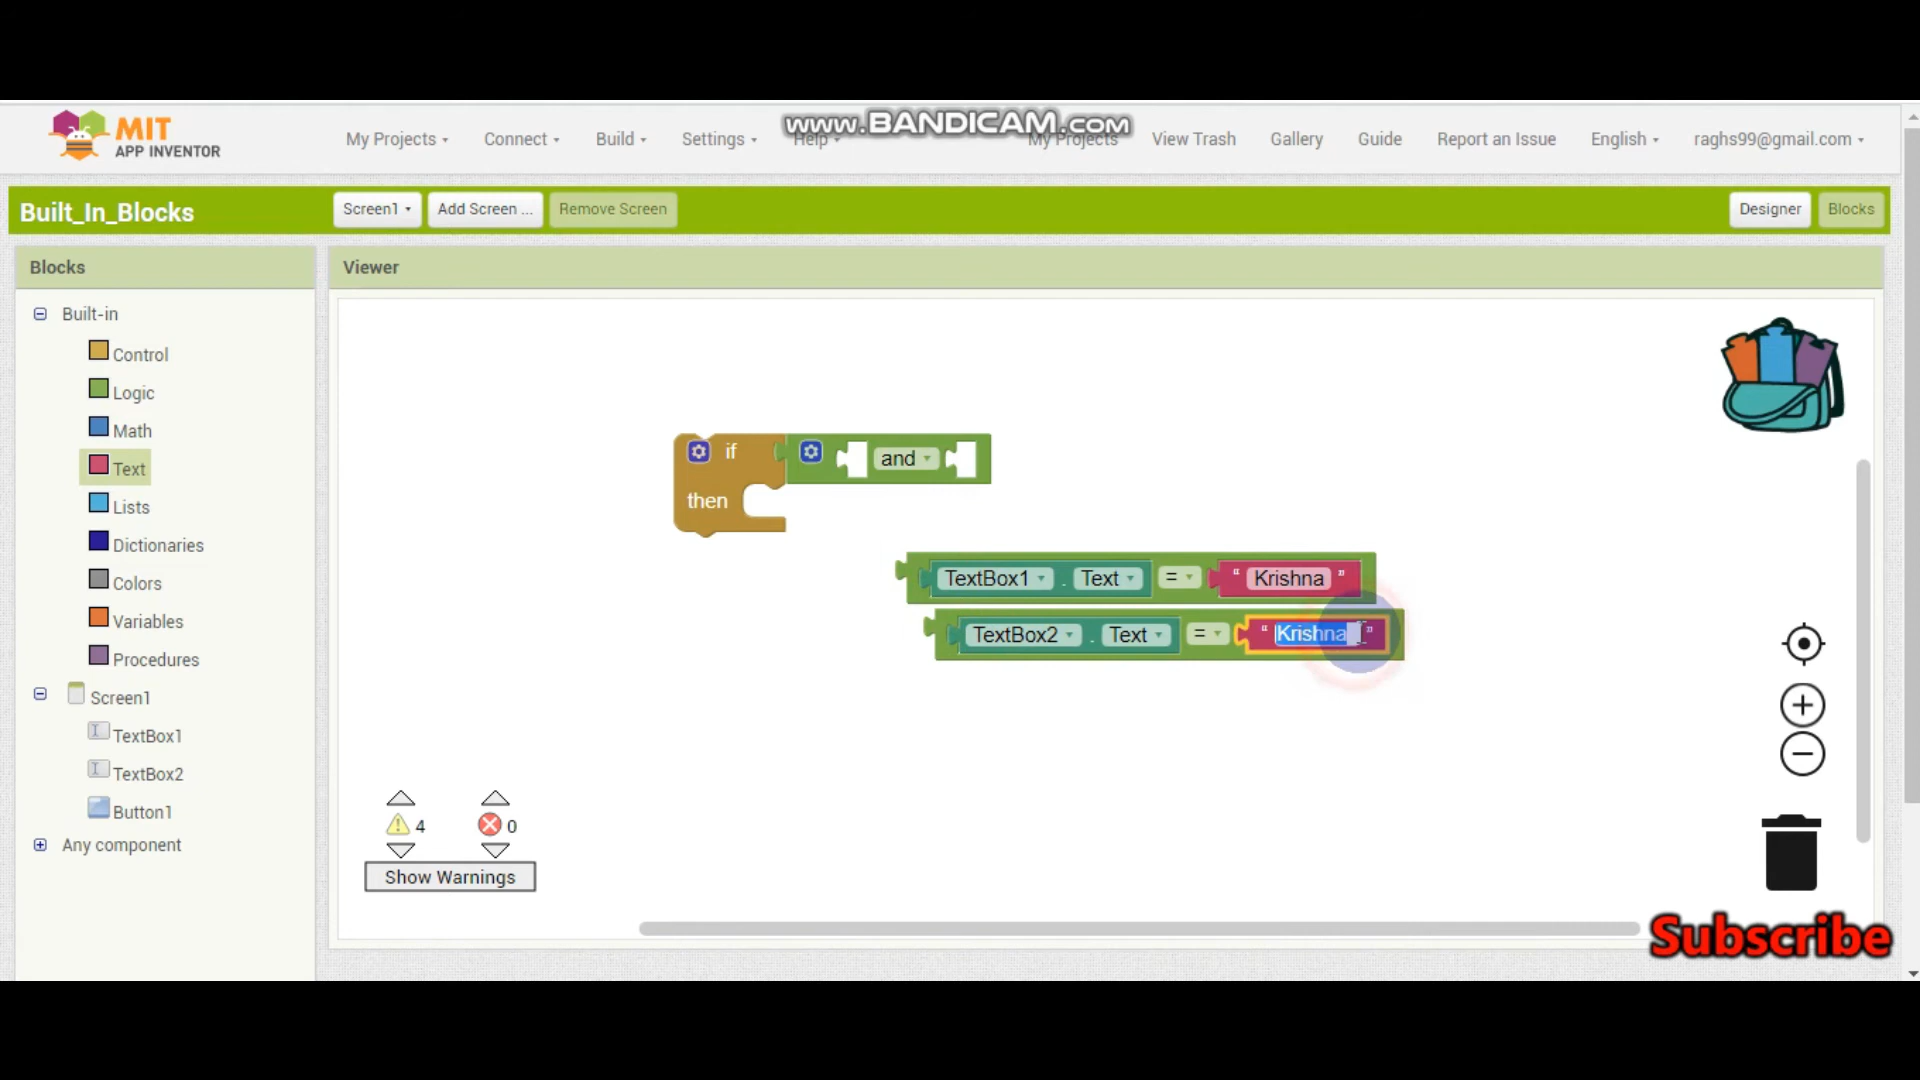 www.BANDICAM.com
MIT
APP INVENTOR
My Projects
Connect
Build
Settings
Help
My Projects
View Trash
Gallery
Guide
Report an Issue
English
raghs99@gmail.com
Built_In_Blocks
Screen1
Add Screen ...
Remove Screen
Designer
Blocks
Blocks
Viewer
Built-in
Control
Logic
Math
Text
Lists
Dictionaries
Colors
Variables
Procedures
Screen1
TextBox1
TextBox2
Button1
Any component
if
and
then
TextBox1 . Text = " Krishna "
TextBox2 . Text = " Krishna "
4
0
Show Warnings
Subscribe